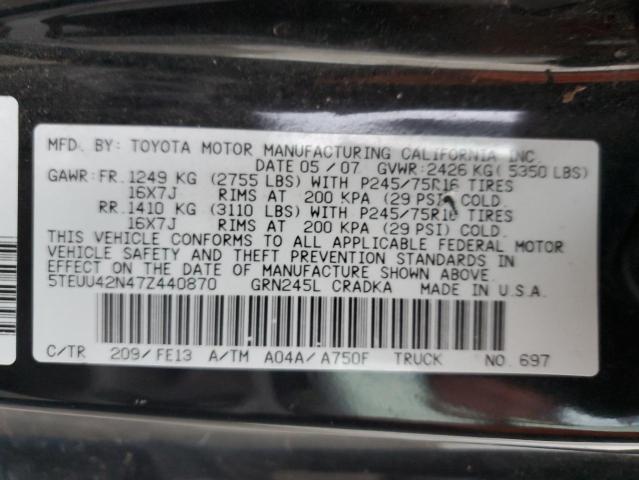 MFD. BY: TOYOTA MOTOR MANUFACTURING CALIFORNIA INC.
DATE 05 / 07 GVWR: 2426 KG( 5350 LBS)
GAWR: FR. 1249 KG (2755 LBS) WITH P245/75R16 TIRES
16X7J RIMS AT 200 KPA (29 PSI) COLD.
RR. 1410 KG (3110 LBS) WITH P245/75R16 TIRES
16X7J RIMS AT 200 KPA (29 PSI) COLD.
THIS VEHICLE CONFORMS TO ALL APPLICABLE FEDERAL MOTOR
VEHICLE SAFETY AND THEFT PREVENTION STANDARDS IN
EFFECT ON THE DATE OF MANUFACTURE SHOWN ABOVE.
5TEUU42N47Z440870 GRN245L CRADKA MADE IN U.S.A.
C/TR 209/FE13 A/TM A04A/A750F TRUCK NO. 697